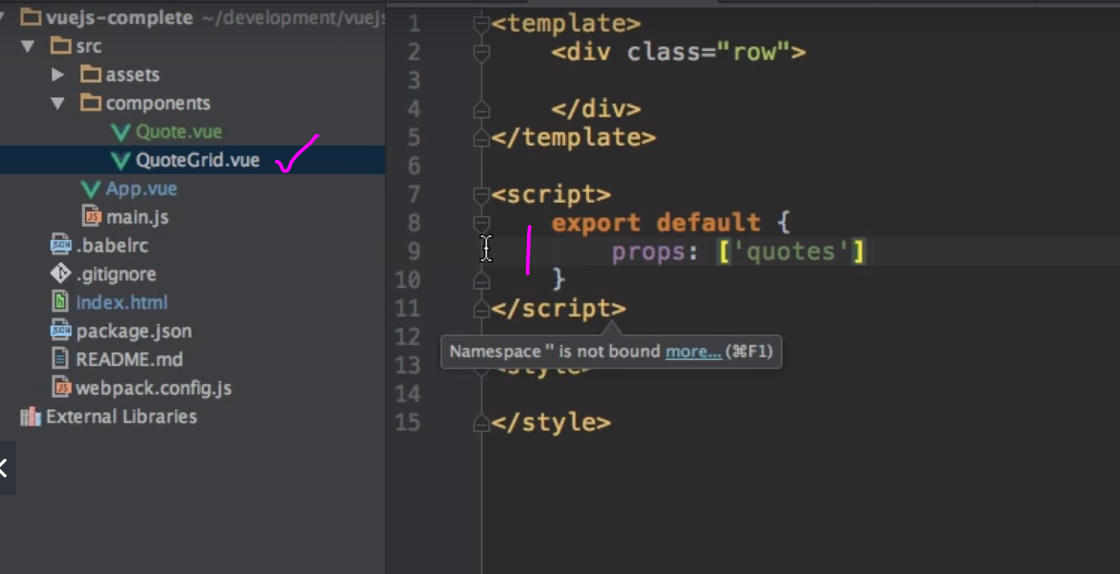 vuejs-complete ~/development/vuejs
src
assets
components
Quote.vue
QuoteGrid.vue
App.vue
main.js
.babelrc
.gitignore
index.html
package.json
README.md
webpack.config.js
External Libraries
1 <template>
2 <div class="row">
3
4 </div>
5 </template>
6
7 <script>
8 export default {
9 props: ['quotes']
10 }
11 </script>
12
Namespace '' is not bound more... (⌘F1)
13 <style>
14
15 </style>